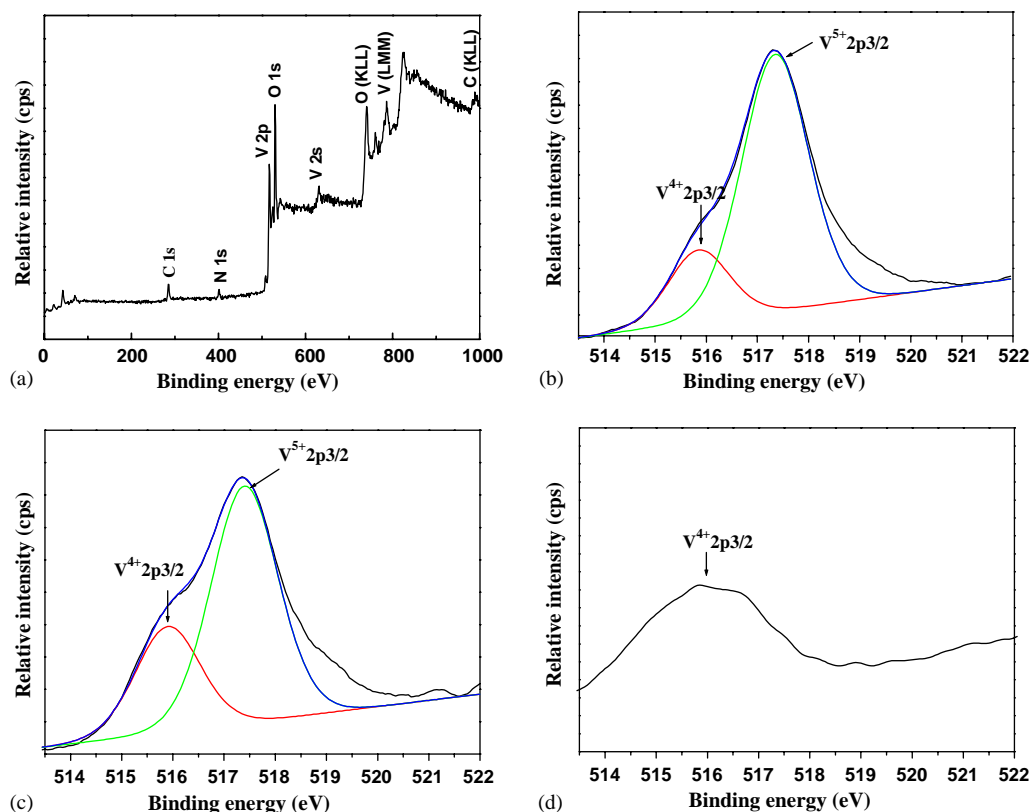 Relative intensity (cps)
C 1s
N 1s
V 2p
O 1s
V 2s
O (KLL)
V (LMM)
C (KLL)
0 200 400 600 800 1000
(a) Binding energy (eV)
Relative intensity (cps)
V⁵⁺2p3/2
V⁴⁺2p3/2
514 515 516 517 518 519 520 521 522
(b) Binding energy (eV)
Relative intensity (cps)
V⁵⁺2p3/2
V⁴⁺2p3/2
514 515 516 517 518 519 520 521 522
(c) Binding energy (eV)
Relative intensity (cps)
V⁴⁺2p3/2
514 515 516 517 518 519 520 521 522
(d) Binding energy (eV)